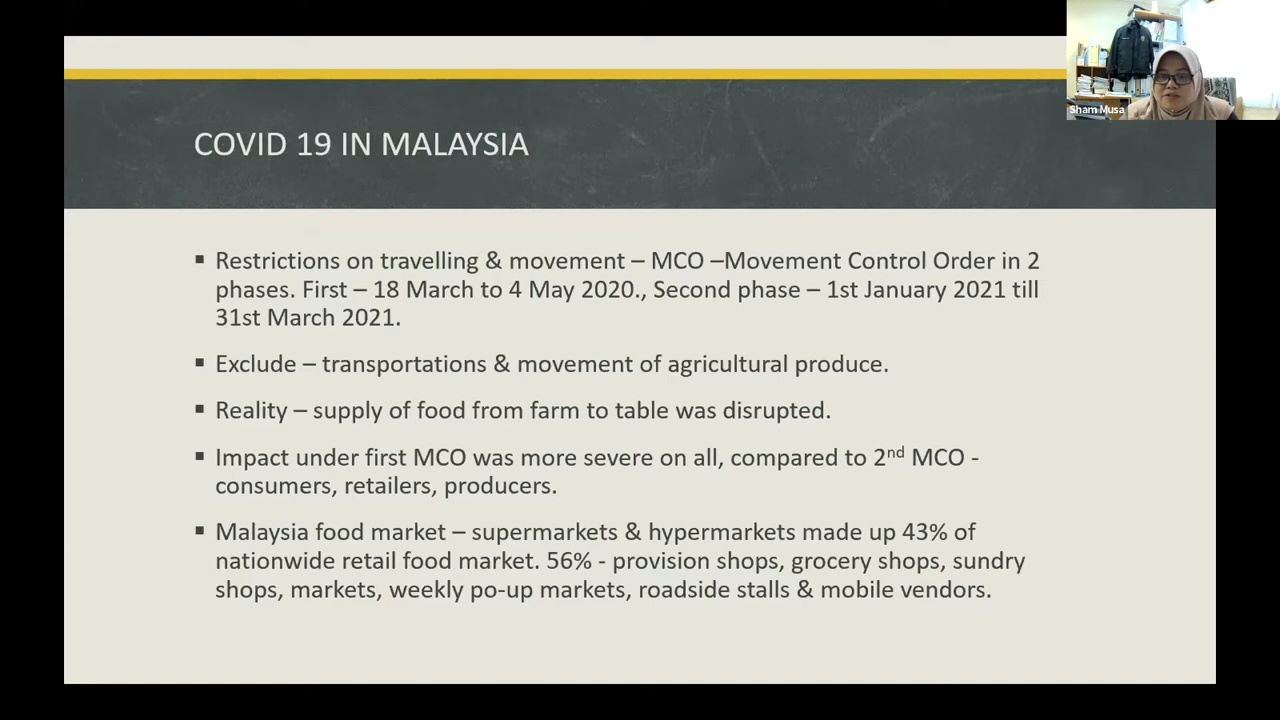 Sham Musa
COVID 19 IN MALAYSIA
▪ Restrictions on travelling & movement – MCO –Movement Control Order in 2
phases. First – 18 March to 4 May 2020., Second phase – 1st January 2021 till
31st March 2021.
▪ Exclude – transportations & movement of agricultural produce.
▪ Reality – supply of food from farm to table was disrupted.
▪ Impact under first MCO was more severe on all, compared to 2nd MCO -
consumers, retailers, producers.
▪ Malaysia food market – supermarkets & hypermarkets made up 43% of
nationwide retail food market. 56% - provision shops, grocery shops, sundry
shops, markets, weekly po-up markets, roadside stalls & mobile vendors.